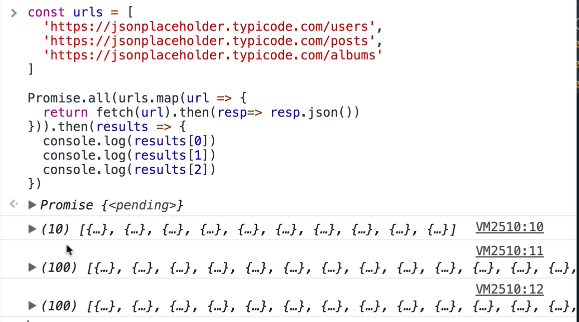 const urls = [
'https://jsonplaceholder.typicode.com/users',
'https://jsonplaceholder.typicode.com/posts',
'https://jsonplaceholder.typicode.com/albums'
]
Promise.all(urls.map(url => {
return fetch(url).then(resp=> resp.json())
})).then(results => {
console.log(results[0])
console.log(results[1])
console.log(results[2])
})
Promise {<pending>}
(10) [{…}, {…}, {…}, {…}, {…}, {…}, {…}, {…}, {…}, {…}] VM2510:10
VM2510:11
(100) [{…}, {…}, {…}, {…}, {…}, {…}, {…}, {…}, {…}, {…}, {…}, {…}, {…},
VM2510:12
(100) [{…}, {…}, {…}, {…}, {…}, {…}, {…}, {…}, {…}, {…}, {…}, {…}, {…},